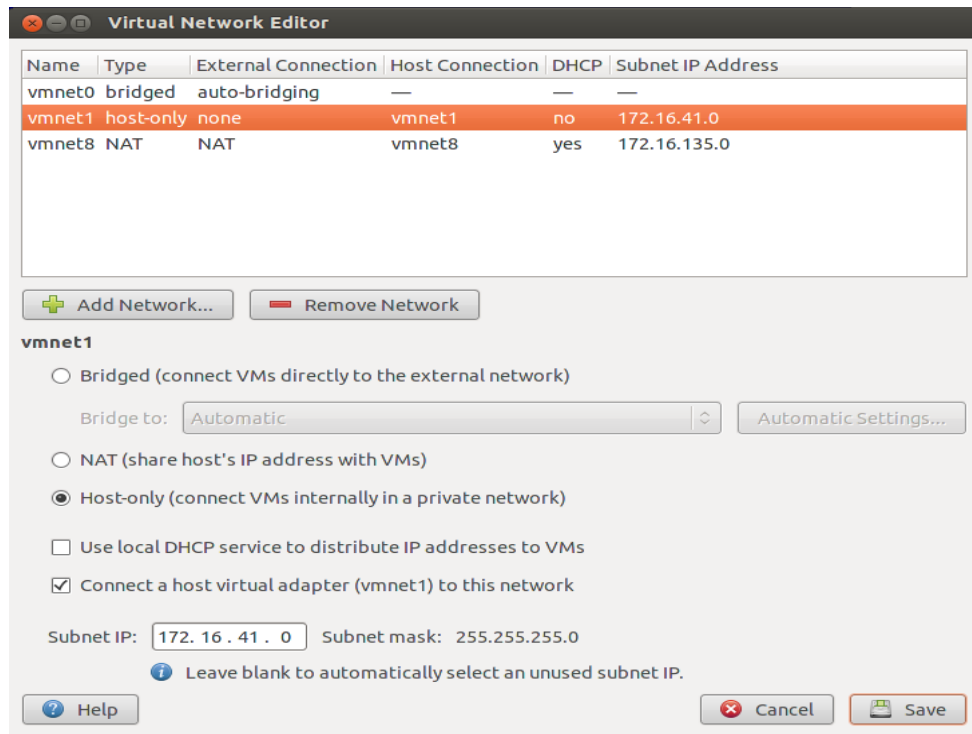 Virtual Network Editor
Name Type External Connection Host Connection DHCP Subnet IP Address
vmnet0 bridged auto-bridging — — —
vmnet1 host-only none vmnet1 no 172.16.41.0
vmnet8 NAT NAT vmnet8 yes 172.16.135.0
Add Network... Remove Network
vmnet1
Bridged (connect VMs directly to the external network)
Bridge to: Automatic Automatic Settings...
NAT (share host's IP address with VMs)
Host-only (connect VMs internally in a private network)
Use local DHCP service to distribute IP addresses to VMs
Connect a host virtual adapter (vmnet1) to this network
Subnet IP: 172. 16 . 41 . 0 Subnet mask: 255.255.255.0
Leave blank to automatically select an unused subnet IP.
Help Cancel Save